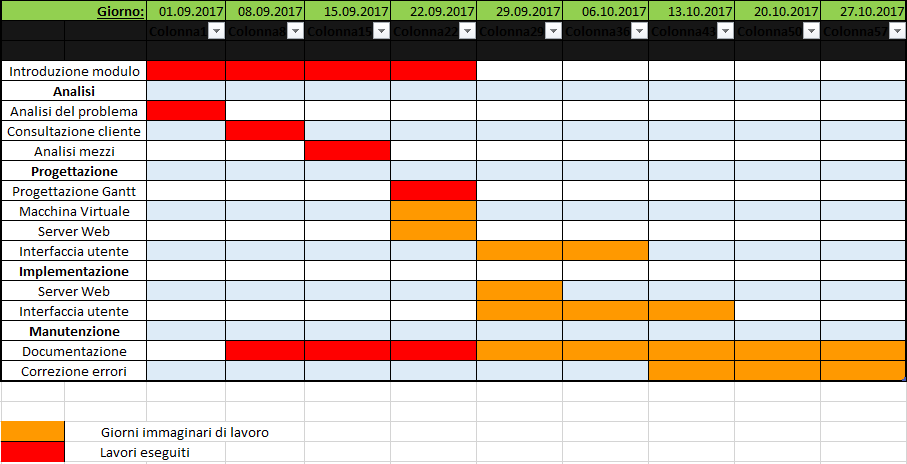 Giorno: 01.09.2017 08.09.2017 15.09.2017 22.09.2017 29.09.2017 06.10.2017 13.10.2017 20.10.2017 27.10.2017
Colonna1 Colonna8 Colonna15 Colonna22 Colonna29 Colonna36 Colonna43 Colonna50 Colonna57
Introduzione modulo
Analisi
Analisi del problema
Consultazione cliente
Analisi mezzi
Progettazione
Progettazione Gantt
Macchina Virtuale
Server Web
Interfaccia utente
Implementazione
Server Web
Interfaccia utente
Manutenzione
Documentazione
Correzione errori
Giorni immaginari di lavoro
Lavori eseguiti